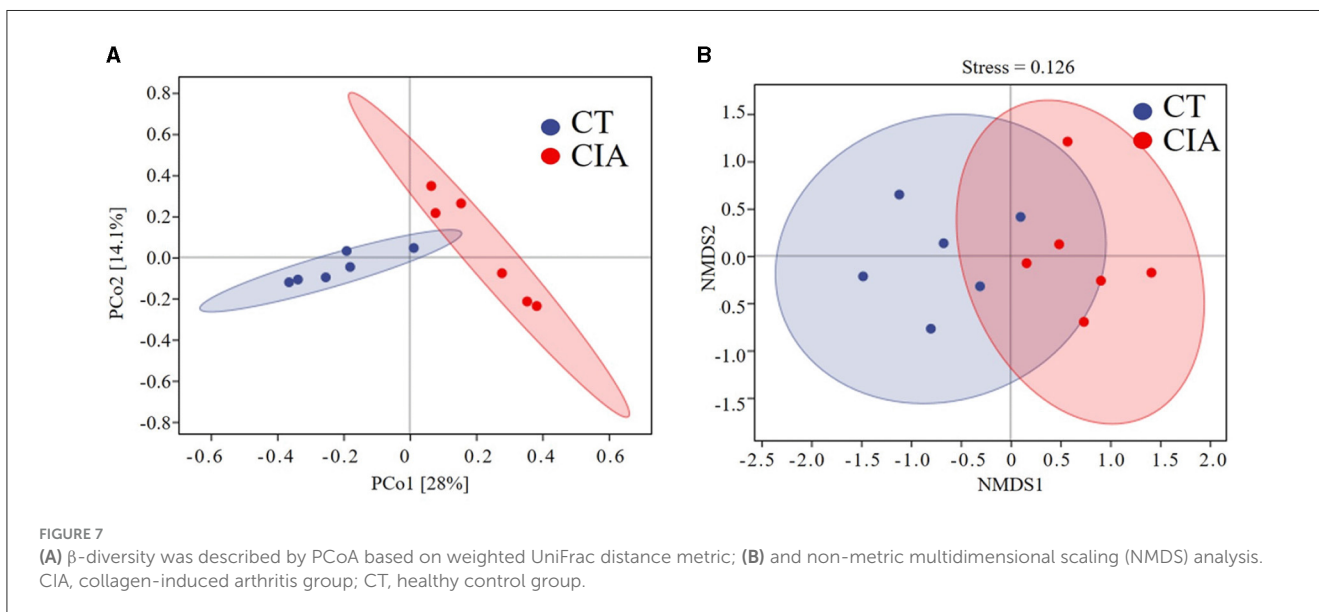 A
0.8
0.6
0.4
0.2
0.0
-0.2
-0.4
-0.6
-0.8
PCo2 [14.1%]
CT
CIA
-0.6
-0.4
-0.2
0
0.2
0.4
0.6
PCo1 [28%]
B
Stress = 0.126
1.5
1.0
0.5
0.0
-0.5
-1.0
-1.5
NMDS2
CT
CIA
-2.5
-2.0
-1.5
-1.0
-0.5
0
0.5
1.0
1.5
2.0
NMDS1
FIGURE 7
(A) β-diversity was described by PCoA based on weighted UniFrac distance metric; (B) and non-metric multidimensional scaling (NMDS) analysis.
CIA, collagen-induced arthritis group; CT, healthy control group.